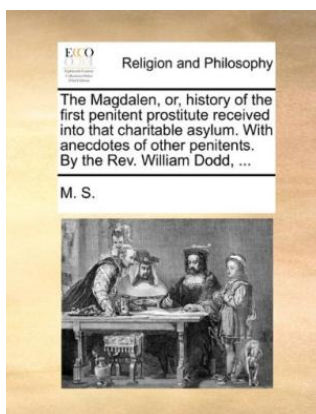 ECCO
Religion and Philosophy
The Magdalen, or, history of the
first penitent prostitute received
into that charitable asylum. With
anecdotes of other penitents.
By the Rev. William Dodd, ...
M. S.